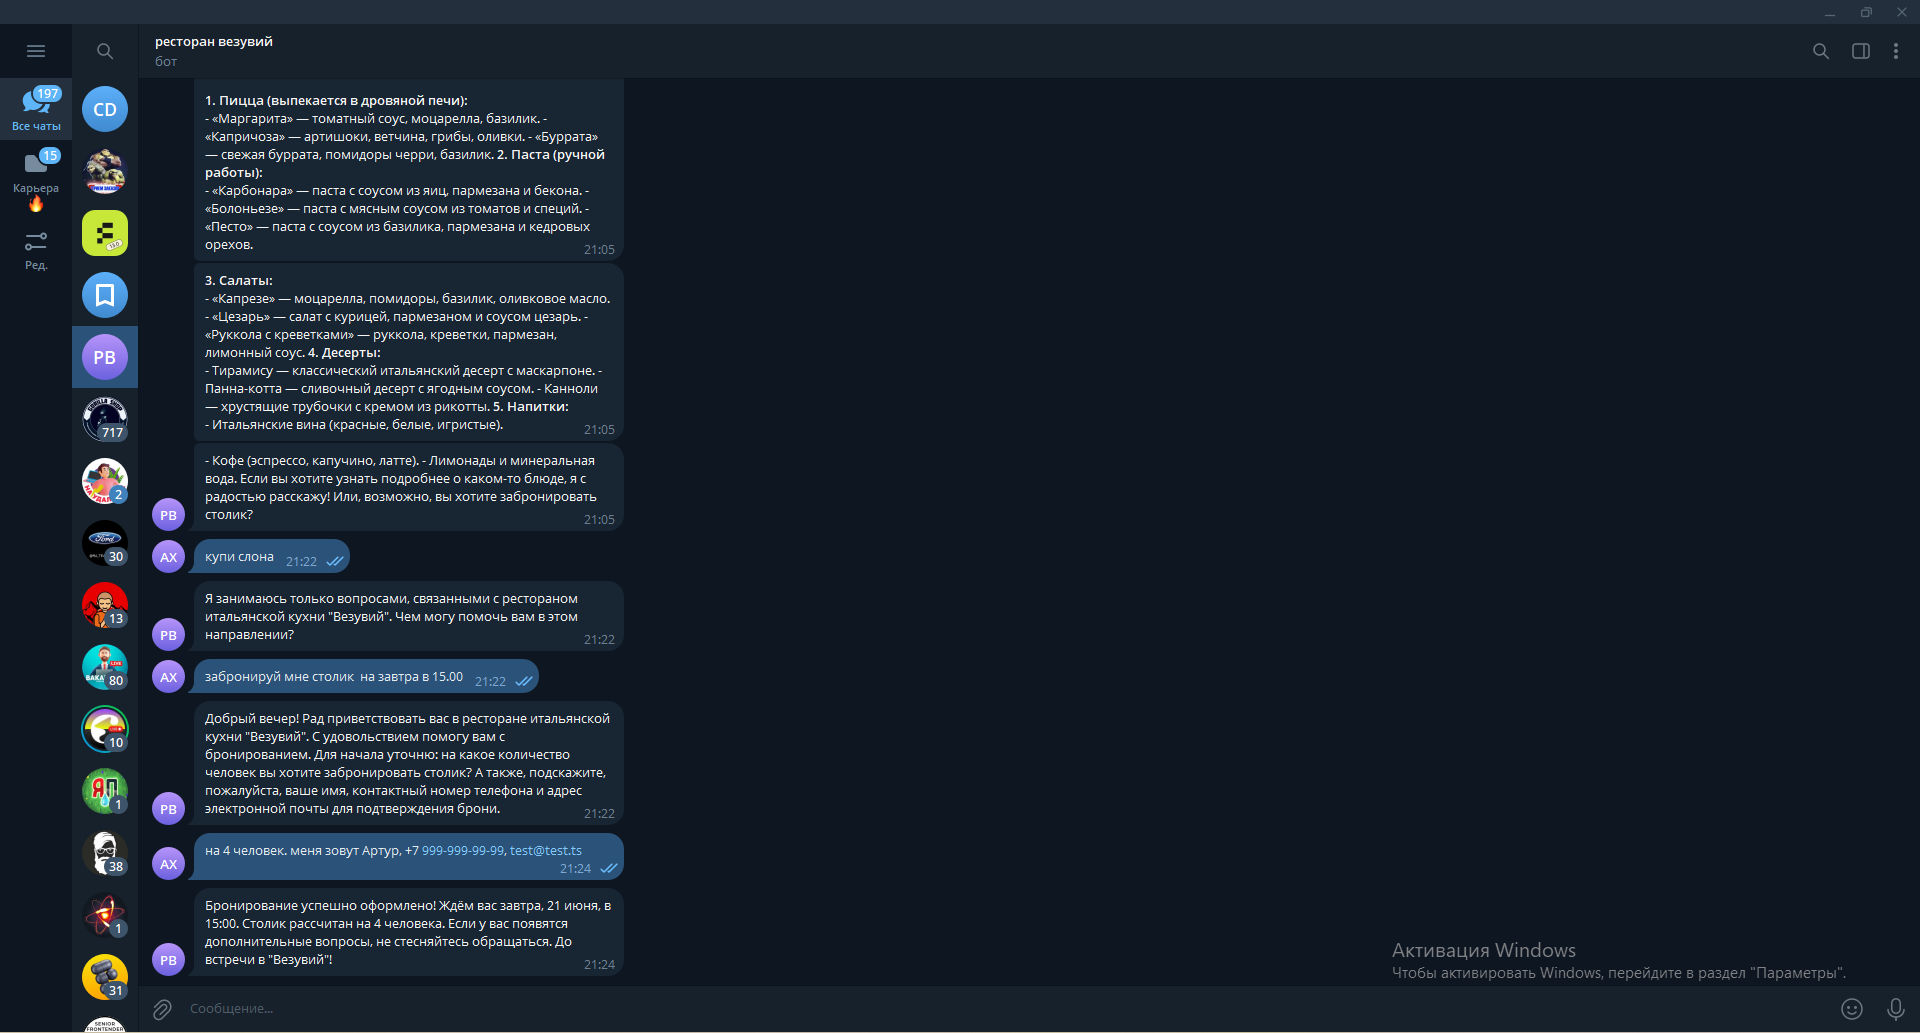 ресторан везувий
бот
197
Все чаты
15
Карьера
Ред.
CD
РВ
717
2
30
13
80
10
1
38
1
31
SENIOR
FRONTENDER
1. Пицца (выпекается в дровяной печи):
- «Маргарита» — томатный соус, моцарелла, базилик. -
«Капричоза» — артишоки, ветчина, грибы, оливки. - «Буррата»
— свежая буррата, помидоры черри, базилик. 2. Паста (ручной
работы):
- «Карбонара» — паста с соусом из яиц, пармезана и бекона. -
«Болоньезе» — паста с мясным соусом из томатов и специй. -
«Песто» — паста с соусом из базилика, пармезана и кедровых
орехов.
21:05
3. Салаты:
- «Капрезе» — моцарелла, помидоры, базилик, оливковое масло.
- «Цезарь» — салат с курицей, пармезаном и соусом цезарь. -
«Руккола с креветками» — руккола, креветки, пармезан,
лимонный соус. 4. Десерты:
- Тирамису — классический итальянский десерт с маскарпоне. -
Панна-котта — сливочный десерт с ягодным соусом. - Канноли
— хрустящие трубочки с кремом из рикотты. 5. Напитки:
- Итальянские вина (красные, белые, игристые).
21:05
- Кофе (эспрессо, капучино, латте). - Лимонады и минеральная
вода. Если вы хотите узнать подробнее о каком-то блюде, я с
радостью расскажу! Или, возможно, вы хотите забронировать
столик?
21:05
РВ
АХ
купи слона 21:22
Я занимаюсь только вопросами, связанными с рестораном
итальянской кухни "Везувий". Чем могу помочь вам в этом
направлении?
21:22
РВ
АХ
забронируй мне столик  на завтра в 15.00 21:22
Добрый вечер! Рад приветствовать вас в ресторане итальянской
кухни "Везувий". С удовольствием помогу вам с
бронированием. Для начала уточню: на какое количество
человек вы хотите забронировать столик? А также, подскажите,
пожалуйста, ваше имя, контактный номер телефона и адрес
электронной почты для подтверждения брони.
21:22
РВ
на 4 человек. меня зовут Артур, +7 999-999-99-99, test@test.ts
21:24
АХ
Бронирование успешно оформлено! Ждём вас завтра, 21 июня, в
15:00. Столик рассчитан на 4 человека. Если у вас появятся
дополнительные вопросы, не стесняйтесь обращаться. До
встречи в "Везувий"!
21:24
РВ
Активация Windows
Чтобы активировать Windows, перейдите в раздел "Параметры".
Сообщение...